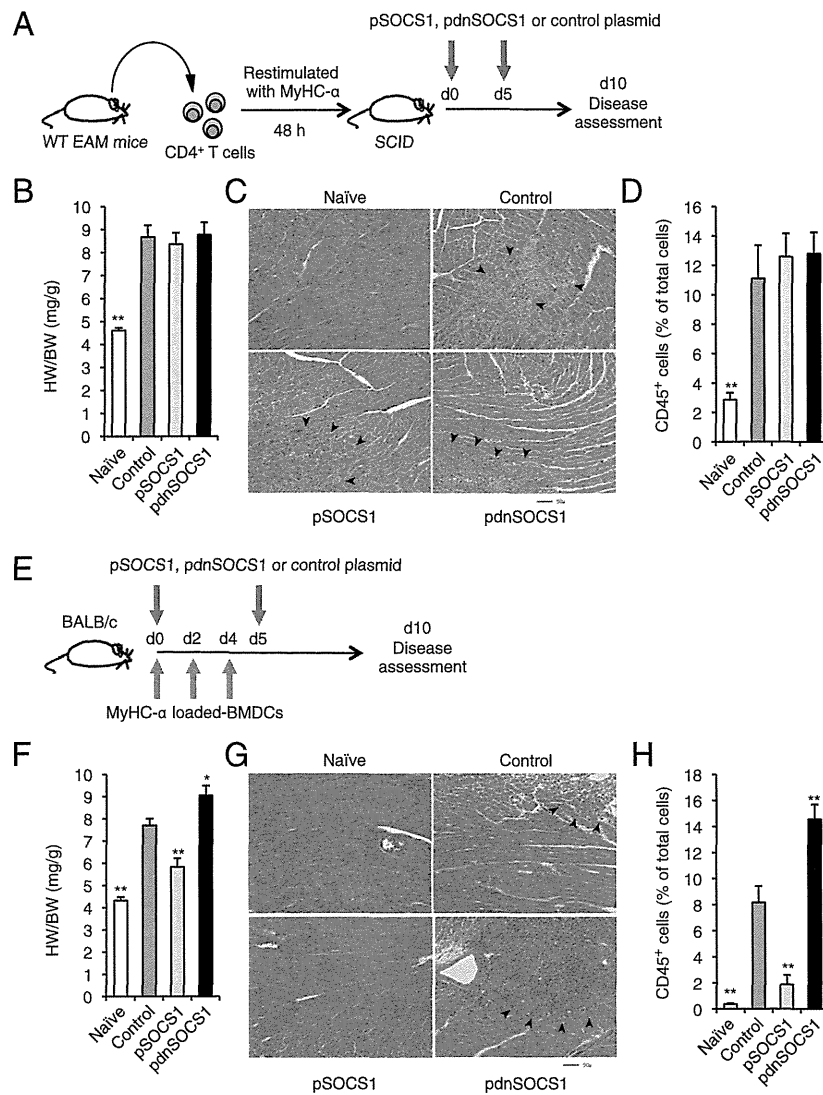 A
pSOCS1, pdnSOCS1 or control plasmid
Restimulated
with MyHC-α
48 h
d0
d5
d10
Disease
assessment
WT EAM mice
CD4+ T cells
SCID
B
HW/BW (mg/g)
10
9
8
7
6
5
4
3
2
1
0
**
Naïve
Control
pSOCS1
pdnSOCS1
C
Naïve
Control
pSOCS1
pdnSOCS1
D
CD45+ cells (% of total cells)
16
14
12
10
8
6
4
2
0
**
Naïve
Control
pSOCS1
pdnSOCS1
E
pSOCS1, pdnSOCS1 or control plasmid
BALB/c
d0
d2
d4
d5
d10
Disease
assessment
MyHC-α loaded-BMDCs
F
HW/BW (mg/g)
10
9
8
7
6
5
4
3
2
1
0
**
**
*
Naïve
Control
pSOCS1
pdnSOCS1
G
Naïve
Control
pSOCS1
pdnSOCS1
H
CD45+ cells (% of total cells)
18
16
14
12
10
8
6
4
2
0
**
**
**
Naïve
Control
pSOCS1
pdnSOCS1